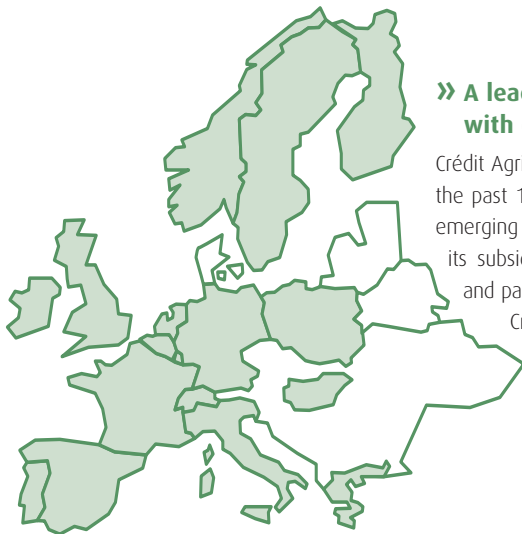 » A lea
with
Crédit Agri
the past 1
emerging
its subsi
and pa
Cr